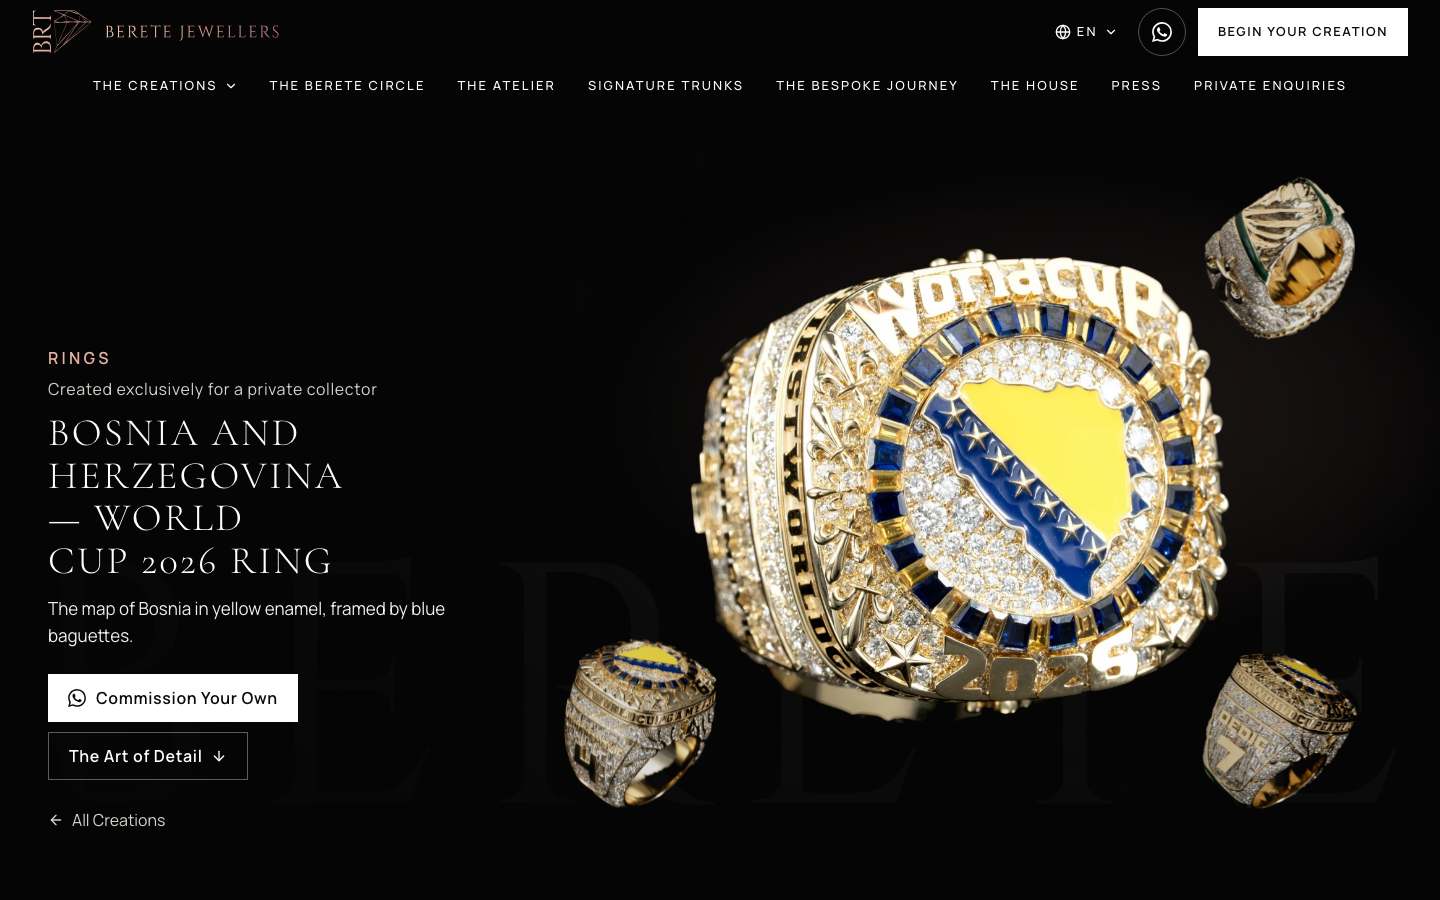 BRT
BERETE JEWELLERS
EN
BEGIN YOUR CREATION
THE CREATIONS
THE BERETE CIRCLE
THE ATELIER
SIGNATURE TRUNKS
THE BESPOKE JOURNEY
THE HOUSE
PRESS
PRIVATE ENQUIRIES
RINGS
Created exclusively for a private collector
BOSNIA AND
HERZEGOVINA
— WORLD
CUP 2026 RING
The map of Bosnia in yellow enamel, framed by blue
baguettes.
Commission Your Own
The Art of Detail
All Creations
Worldcup
2026
7
BERETE